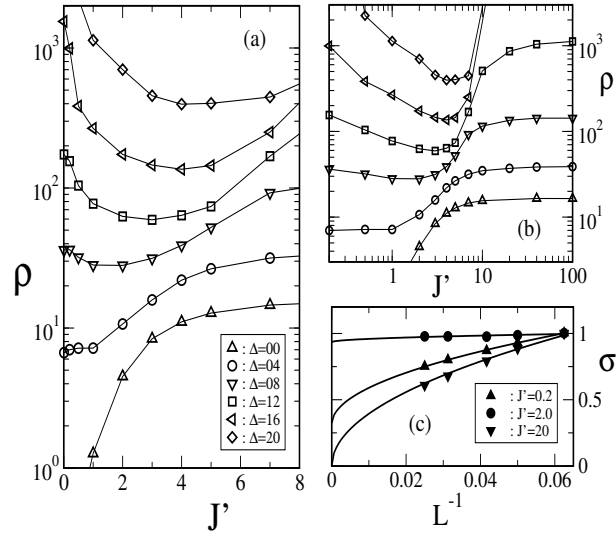 10³
(a)
10²
ρ
10¹
Δ: Δ=00
○: Δ=04
▽: Δ=08
□: Δ=12
◁: Δ=16
◇: Δ=20
10⁰
0 2 4 6 8
J'
10³
ρ
10²
(b)
10¹
1 10 100
J'
1
σ
0.5
(c)
▲ : J'=0.2
● : J'=2.0
▼ : J'=20
0
0 0.02 0.04 0.06
L⁻¹